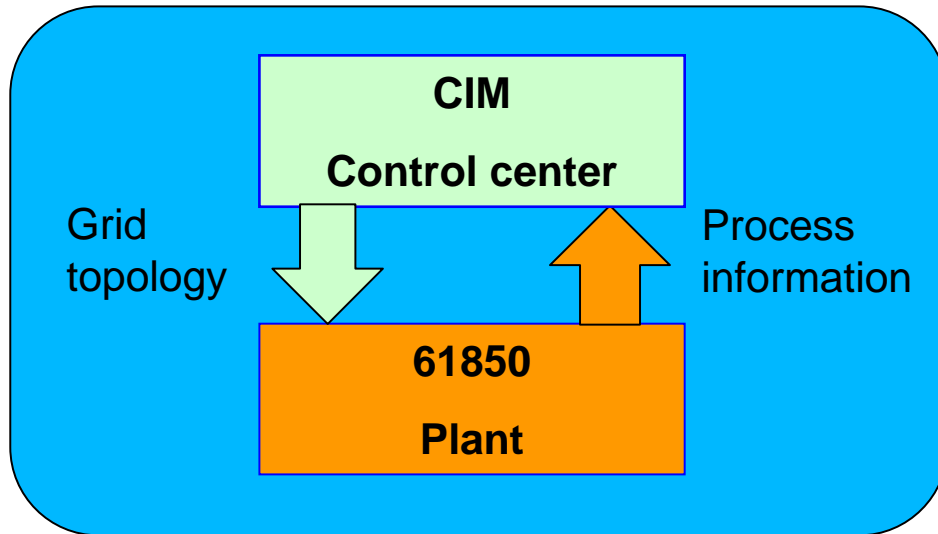 CIM
Control center
Grid
topology
Process
information
61850
Plant